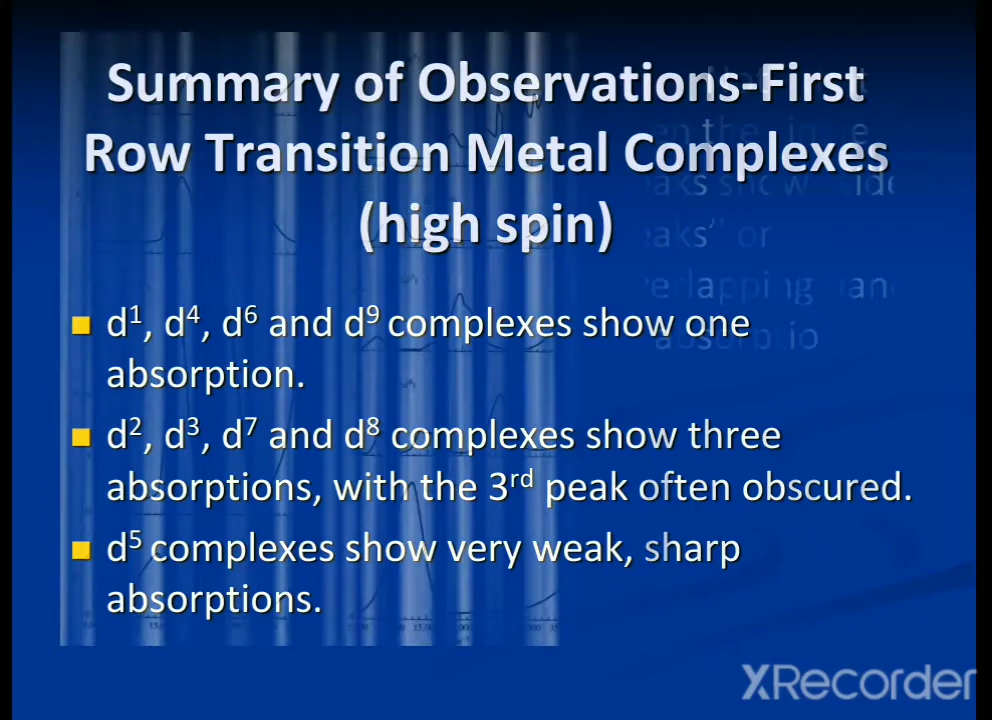 Summary of Observations-First
Row Transition Metal Complexes
(high spin)
d¹, d⁴, d⁶ and d⁹ complexes show one
absorption.
d², d³, d⁷ and d⁸ complexes show three
absorptions, with the 3ʳᵈ peak often obscured.
d⁵ complexes show very weak, sharp
absorptions.
XRecorder